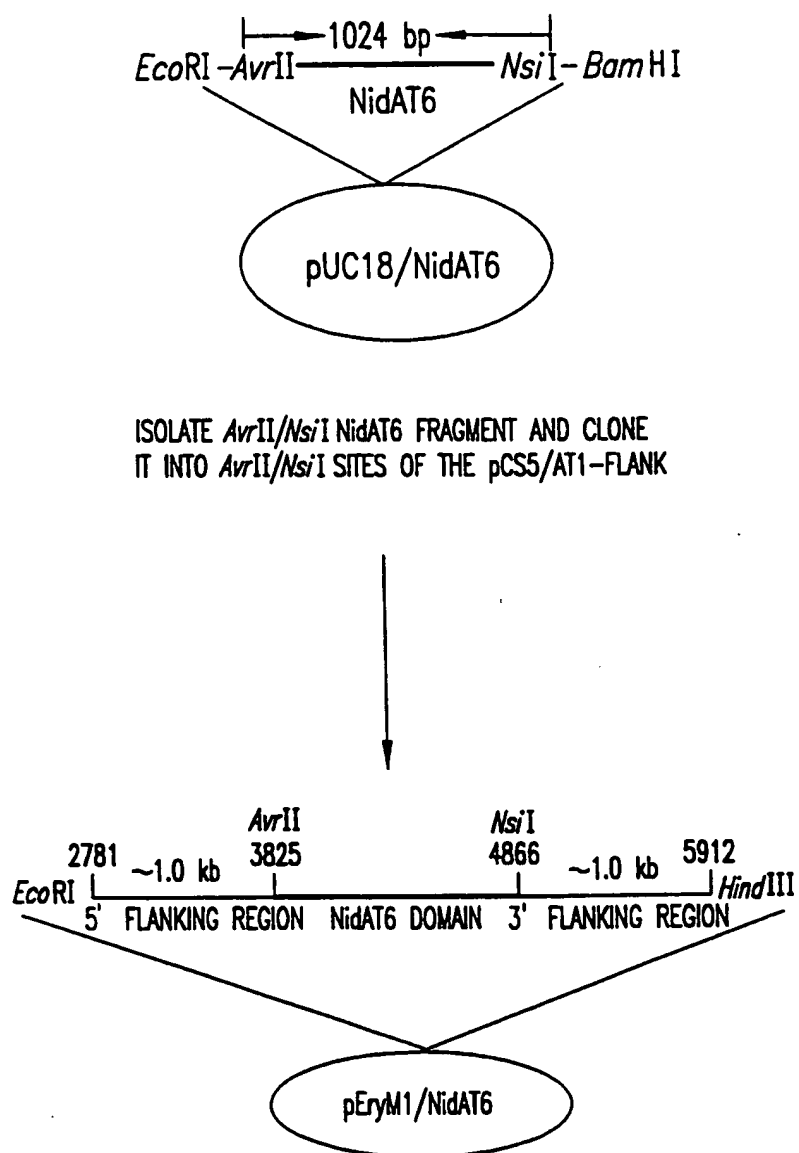 1024 bp
EcoRI-AvrII NsiI-BamHI
NidAT6
pUC18/NidAT6
ISOLATE AvrII/NsiI NidAT6 FRAGMENT AND CLONE
IT INTO AvrII/NsiI SITES OF THE pCS5/AT1-FLANK
AvrII NsiI
2781 ~1.0 kb 3825 4866 ~1.0 kb 5912
EcoRI HindIII
5' FLANKING REGION NidAT6 DOMAIN 3' FLANKING REGION
pEryM1/NidAT6